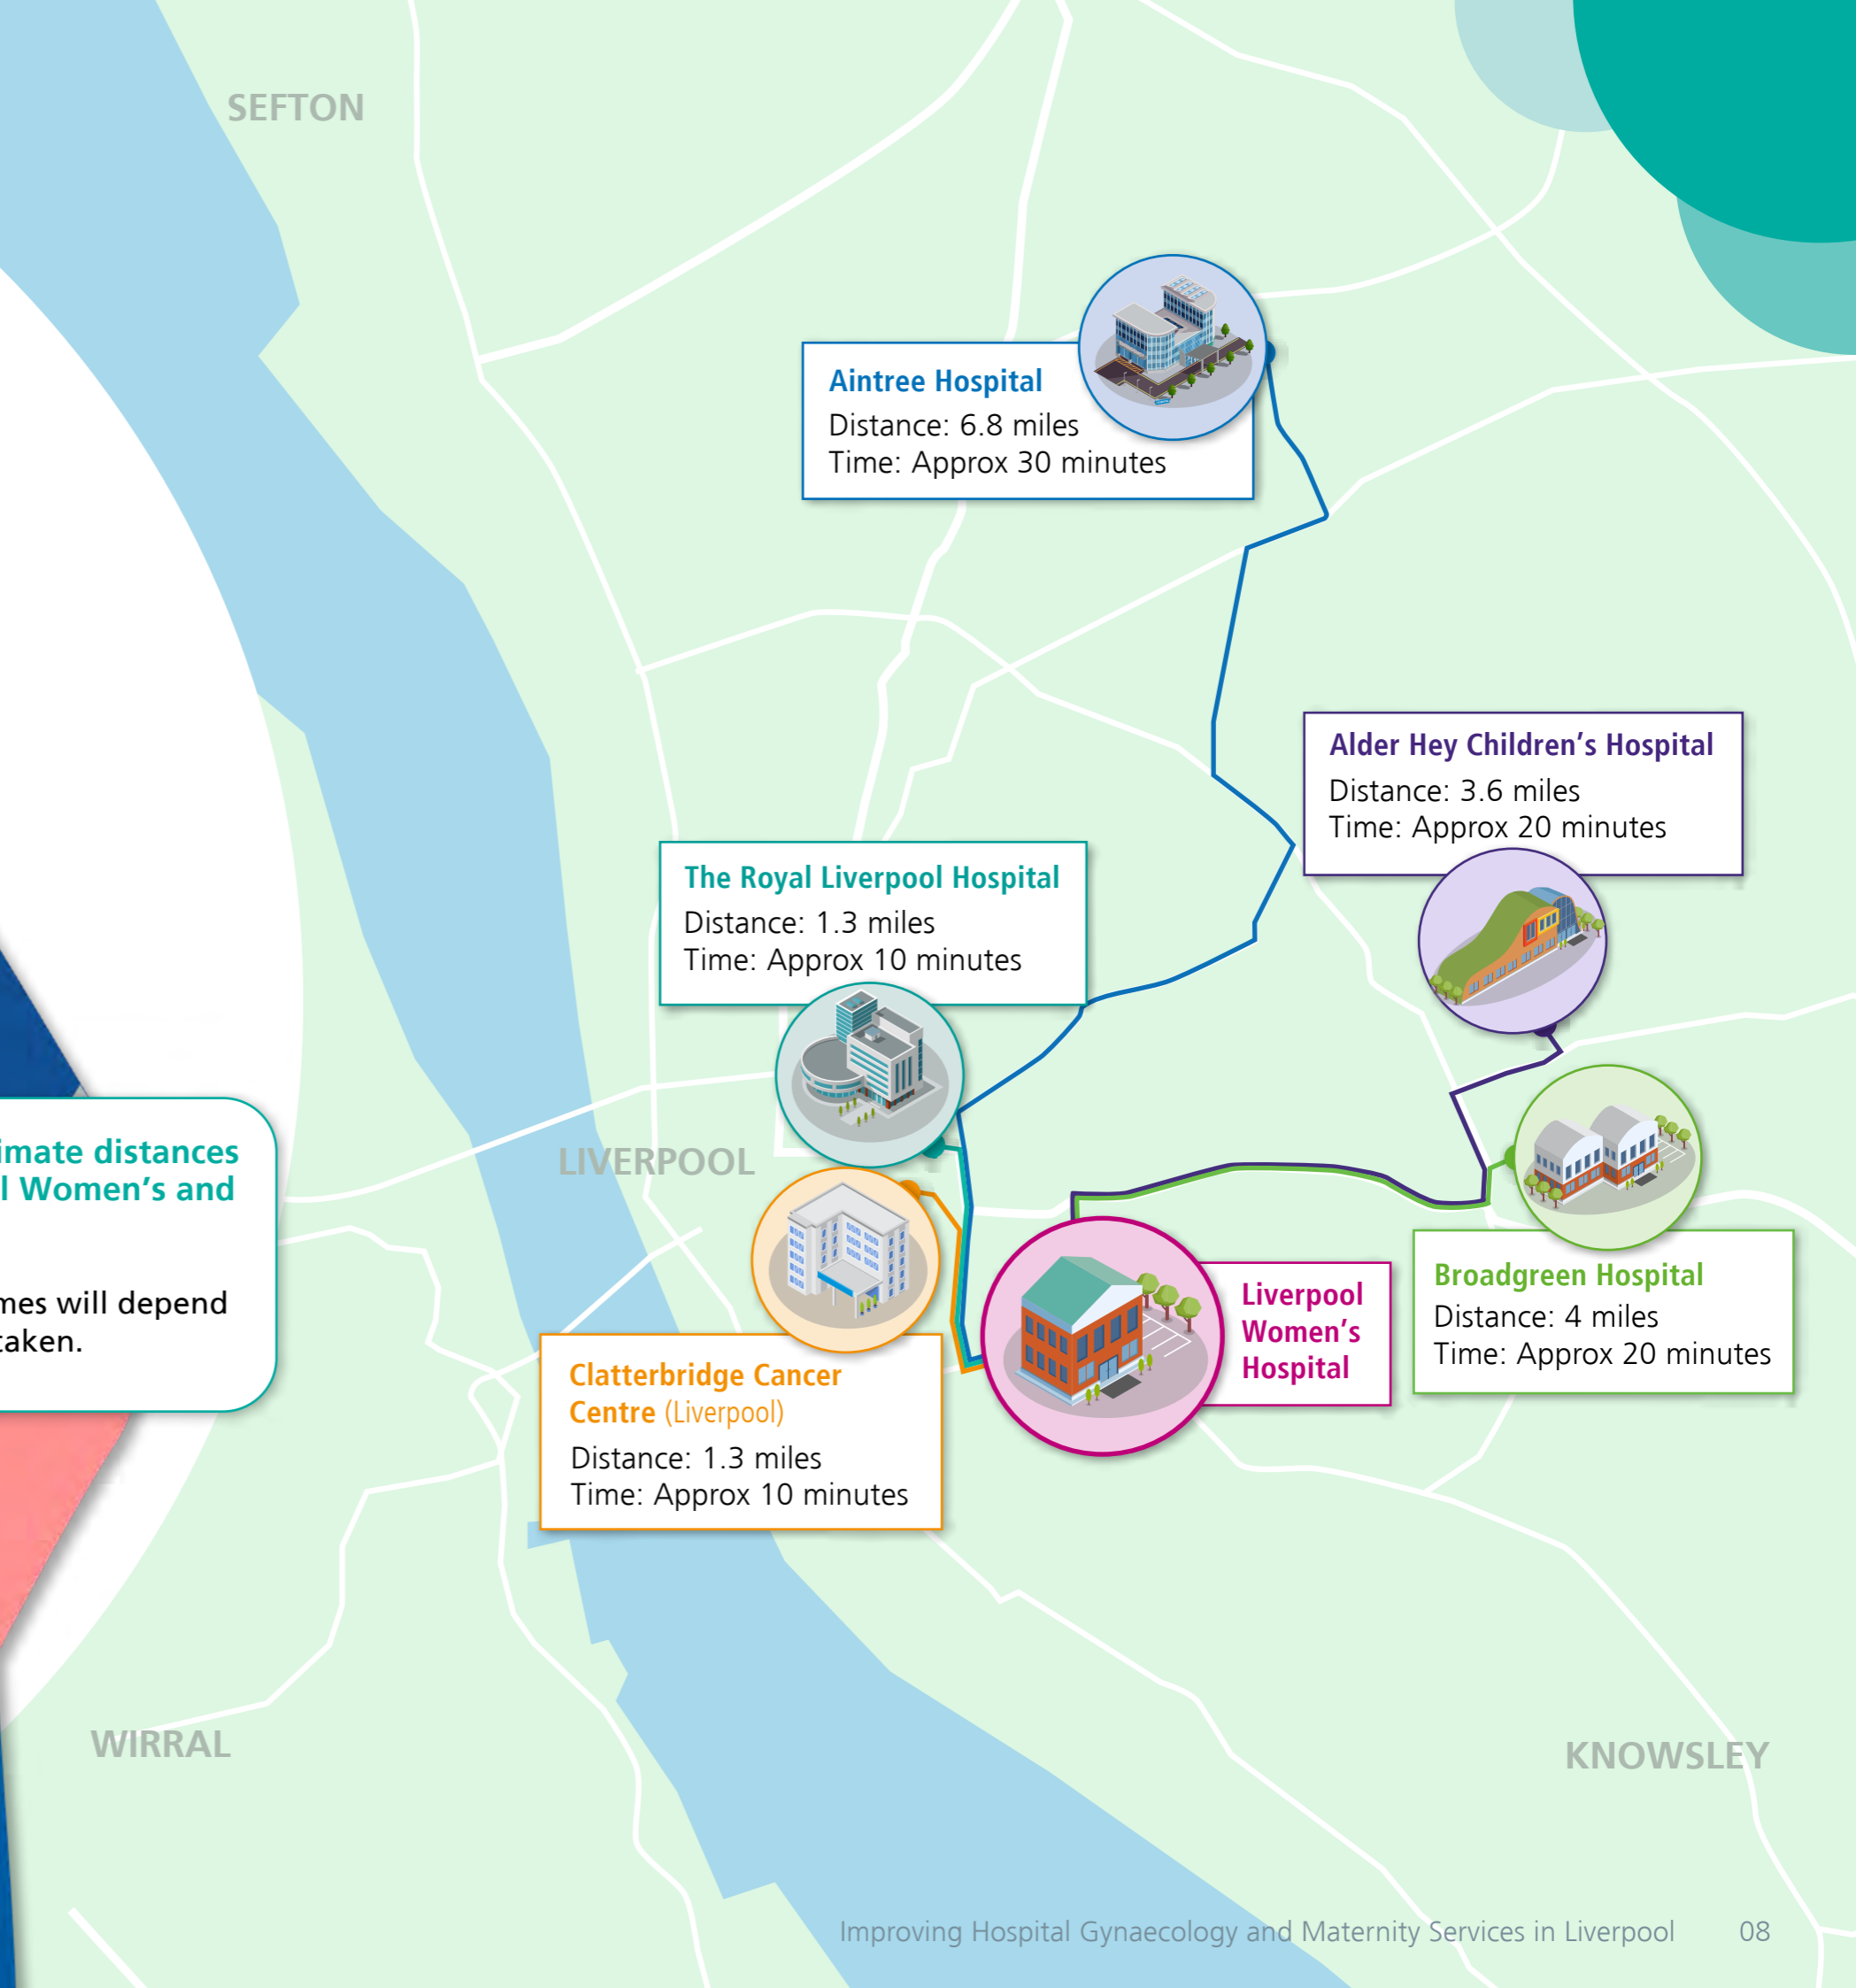 SEFTON
Aintree Hospital
Distance: 6.8 miles
Time: Approx 30 minutes
Alder Hey Children’s Hospital
Distance: 3.6 miles
Time: Approx 20 minutes
The Royal Liverpool Hospital
Distance: 1.3 miles
Time: Approx 10 minutes
imate distances
l Women’s and
mes will depend
taken.
LIVERPOOL
Liverpool
Women’s
Hospital
Broadgreen Hospital
Distance: 4 miles
Time: Approx 20 minutes
Clatterbridge Cancer
Centre (Liverpool)
Distance: 1.3 miles
Time: Approx 10 minutes
WIRRAL
KNOWSLEY
Improving Hospital Gynaecology and Maternity Services in Liverpool 08